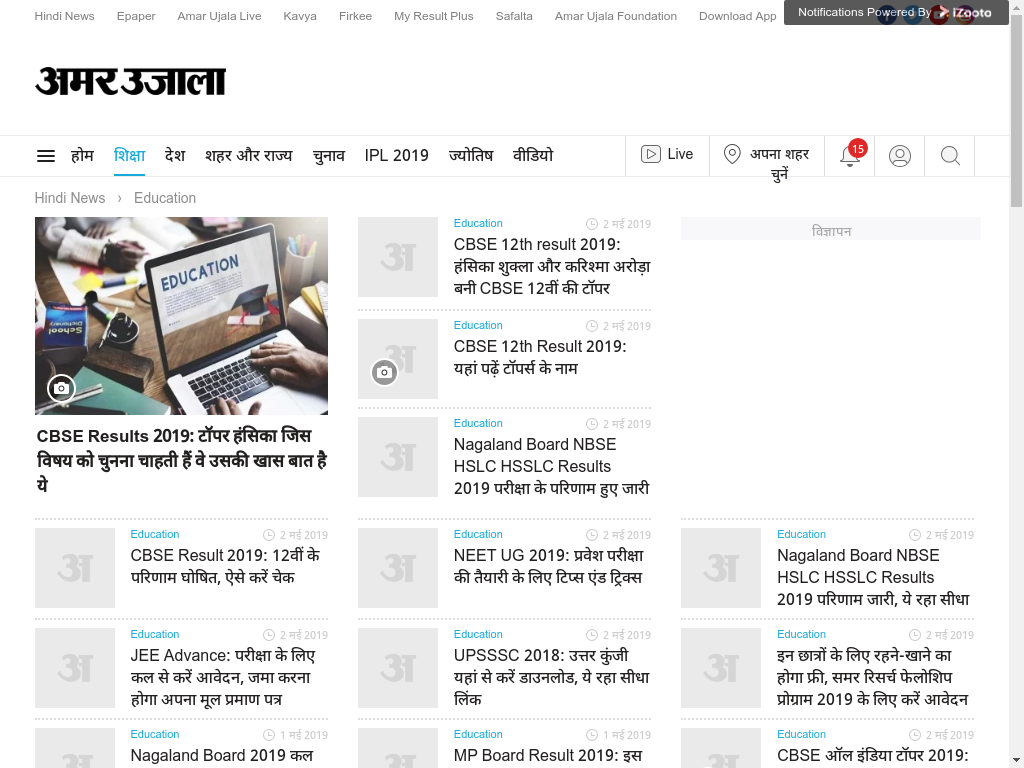 Hindi News Epaper Amar Ujala Live Kavya Firkee My Result Plus Safalta Amar Ujala Foundation Download App
Notifications Powered By iZooto
अमर उजाला
होम शिक्षा देश शहर और राज्य चुनाव IPL 2019 ज्योतिष वीडियो
Live
अपना शहर
चुनें
15
Hindi News › Education
EDUCATION
School
Dictionary
CBSE Results 2019: टॉपर हंसिका जिस
विषय को चुनना चाहती हैं वे उसकी खास बात है
ये
Education 2 मई 2019
CBSE 12th result 2019:
हंसिका शुक्ला और करिश्मा अरोड़ा
बनी CBSE 12वीं की टॉपर
Education 2 मई 2019
CBSE 12th Result 2019:
यहां पढ़ें टॉपर्स के नाम
Education 2 मई 2019
Nagaland Board NBSE
HSLC HSSLC Results
2019 परीक्षा के परिणाम हुए जारी
विज्ञापन
Education 2 मई 2019
CBSE Result 2019: 12वीं के
परिणाम घोषित, ऐसे करें चेक
Education 2 मई 2019
NEET UG 2019: प्रवेश परीक्षा
की तैयारी के लिए टिप्स एंड ट्रिक्स
Education 2 मई 2019
Nagaland Board NBSE
HSLC HSSLC Results
2019 परिणाम जारी, ये रहा सीधा
Education 2 मई 2019
JEE Advance: परीक्षा के लिए
कल से करें आवेदन, जमा करना
होगा अपना मूल प्रमाण पत्र
Education 2 मई 2019
UPSSSC 2018: उत्तर कुंजी
यहां से करें डाउनलोड, ये रहा सीधा
लिंक
Education 2 मई 2019
इन छात्रों के लिए रहने-खाने का
होगा फ्री, समर रिसर्च फेलोशिप
प्रोग्राम 2019 के लिए करें आवेदन
Education 1 मई 2019
Nagaland Board 2019 कल
Education 1 मई 2019
MP Board Result 2019: इस
Education 2 मई 2019
CBSE ऑल इंडिया टॉपर 2019: